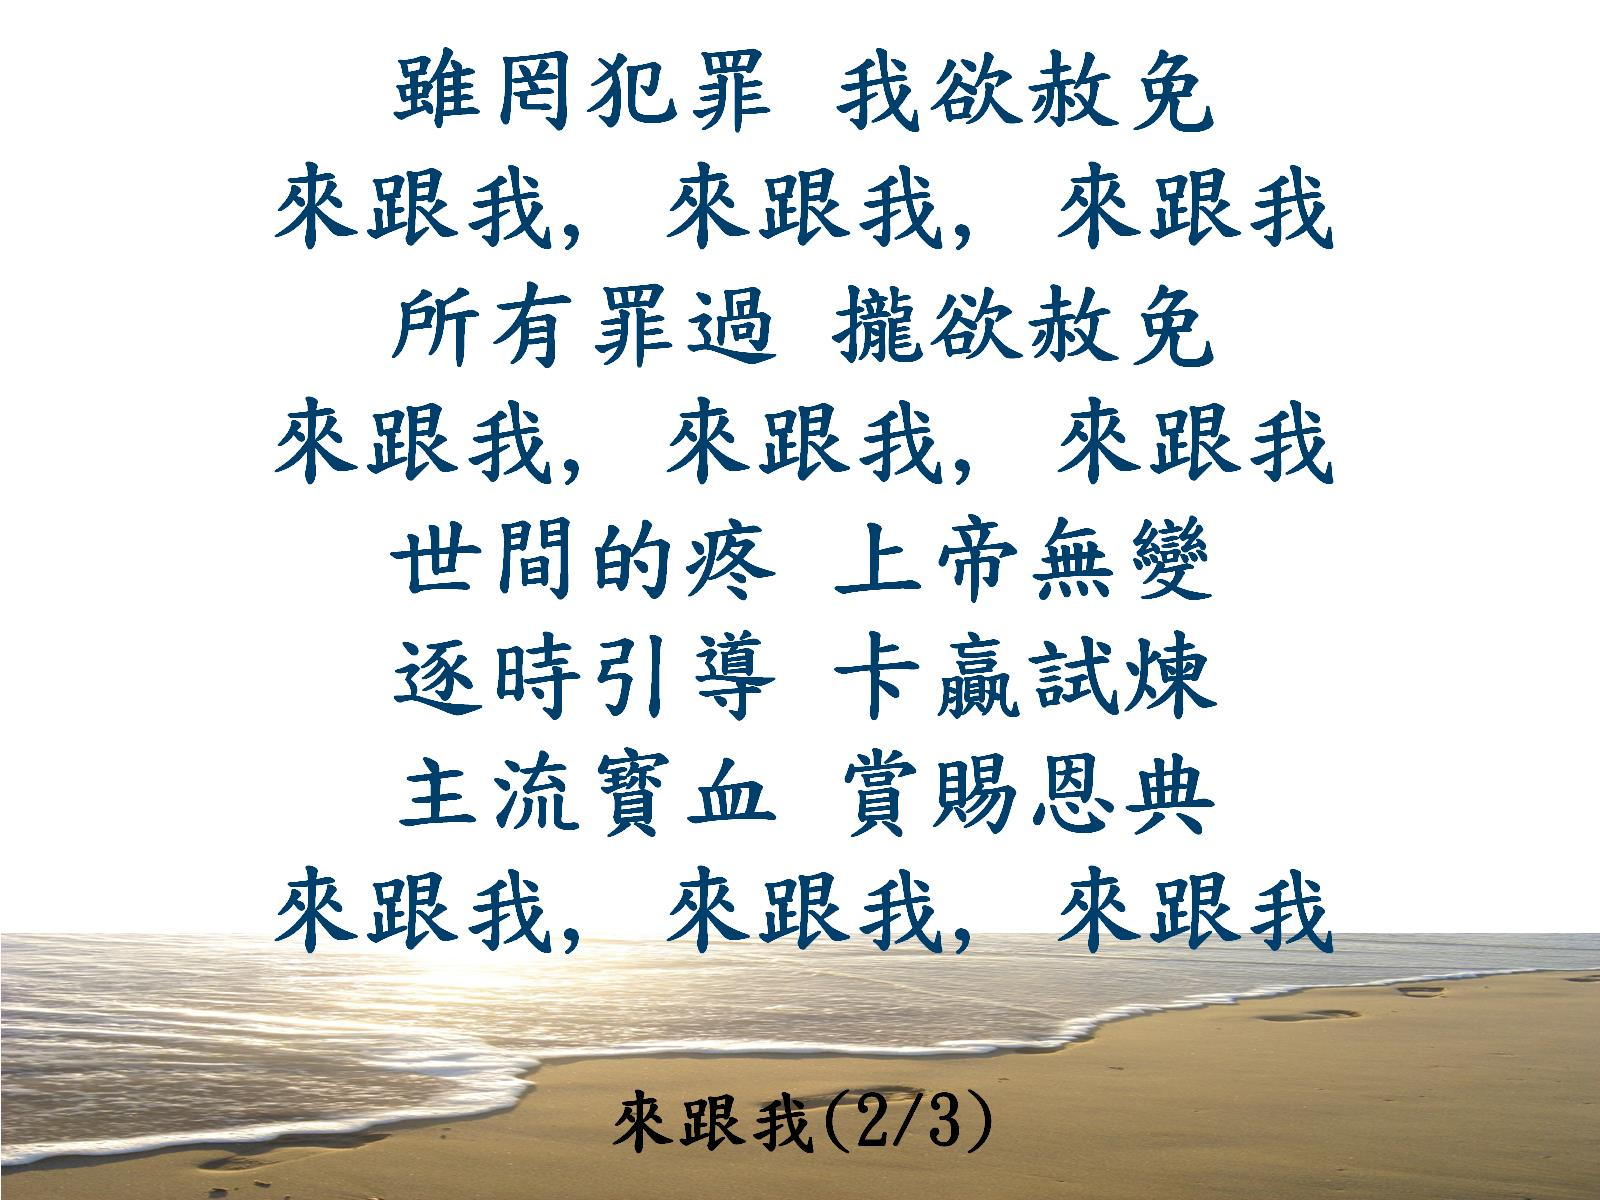 雖罔犯罪 我欲赦免
來跟我, 來跟我, 來跟我
所有罪過 攏欲赦免
來跟我, 來跟我, 來跟我
世間的疼 上帝無變
逐時引導 卡贏試煉
主流寶血 賞賜恩典
來跟我, 來跟我, 來跟我
來跟我(2/3)